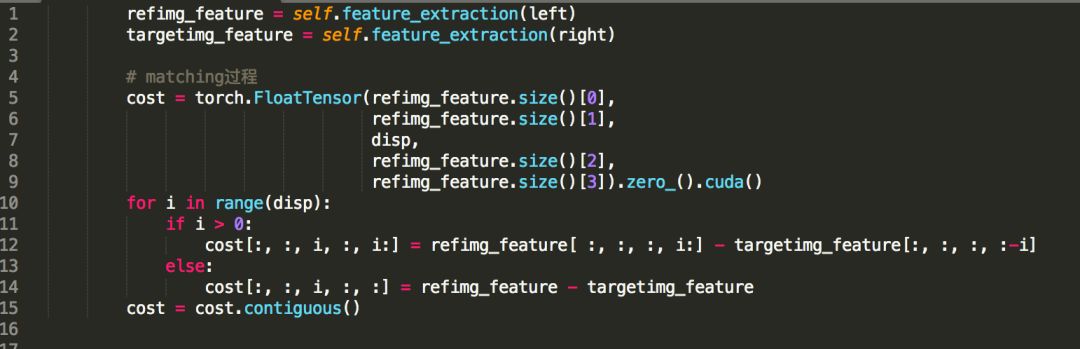 1 refimg_feature = self.feature_extraction(left)
2 targetimg_feature = self.feature_extraction(right)
3
4 # matching过程
5 cost = torch.FloatTensor(refimg_feature.size()[0],
6 refimg_feature.size()[1],
7 disp,
8 refimg_feature.size()[2],
9 refimg_feature.size()[3]).zero_().cuda()
10 for i in range(disp):
11 if i > 0:
12 cost[:, :, i, :, i:] = refimg_feature[ :, :, :, i:] - targetimg_feature[:, :, :, :-i]
13 else:
14 cost[:, :, i, :, :] = refimg_feature - targetimg_feature
15 cost = cost.contiguous()
16
17